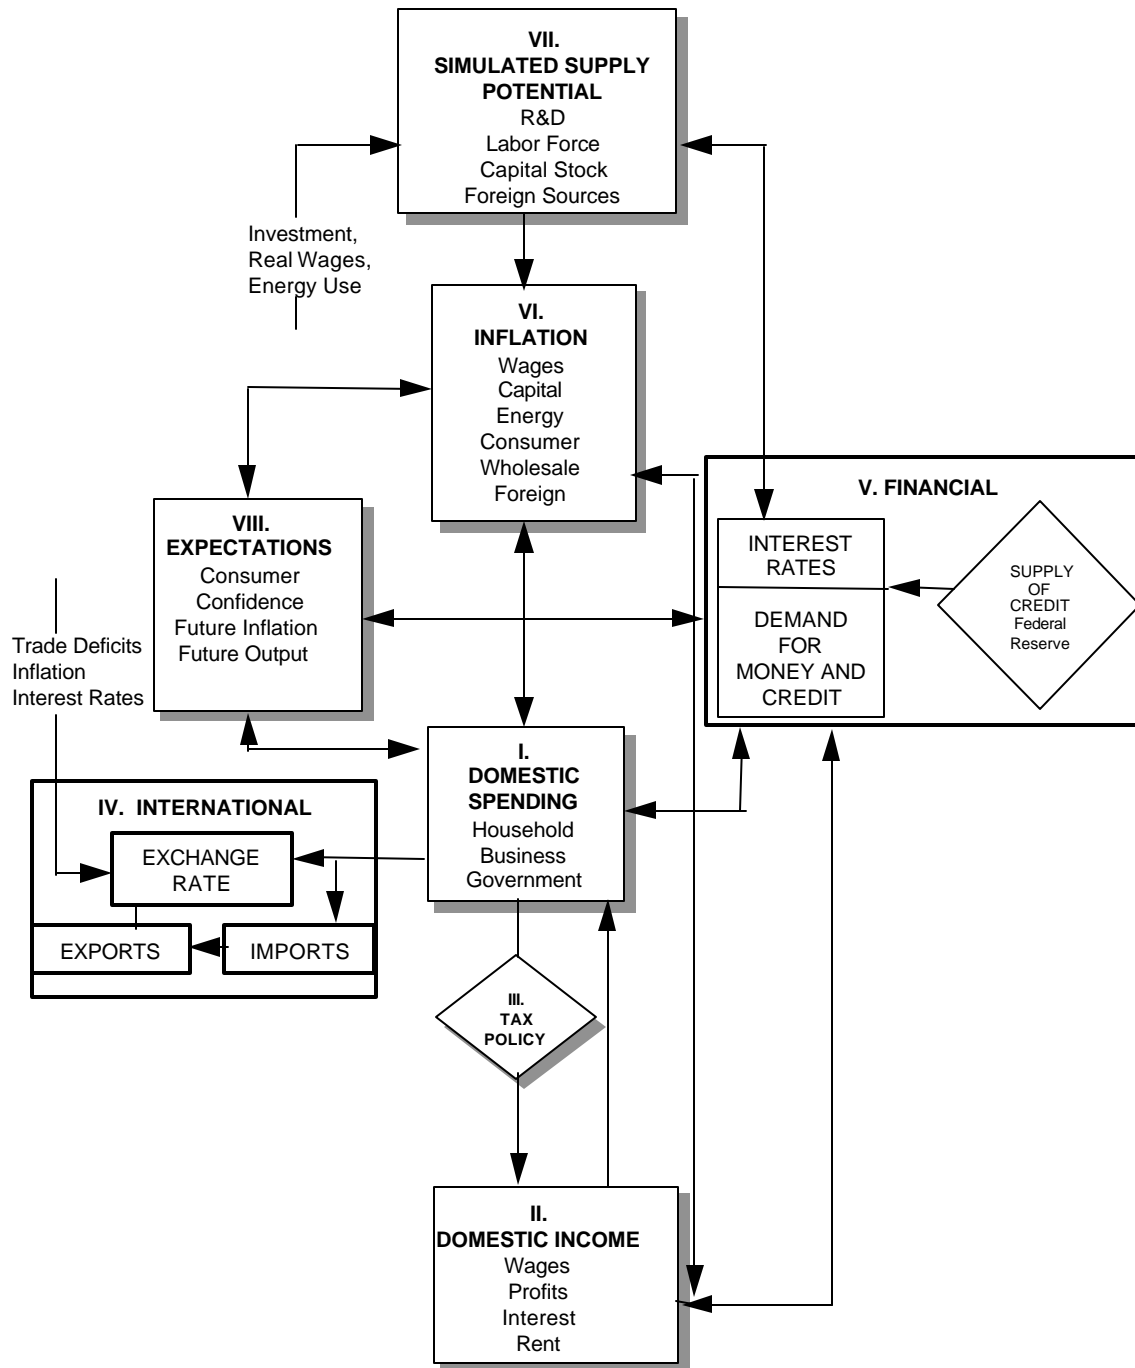 VII.
SIMULATED SUPPLY
POTENTIAL
R&D
Labor Force
Capital Stock
Foreign Sources
Investment,
Real Wages,
Energy Use
VI.
INFLATION
Wages
Capital
Energy
Consumer
Wholesale
Foreign
VIII.
EXPECTATIONS
Consumer
Confidence
Future Inflation
Future Output
V. FINANCIAL
INTEREST
RATES
DEMAND
FOR
MONEY AND
CREDIT
SUPPLY
OF
CREDIT
Federal
Reserve
Trade Deficits
Inflation
Interest Rates
I.
DOMESTIC
SPENDING
Household
Business
Government
IV. INTERNATIONAL
EXCHANGE
RATE
EXPORTS
IMPORTS
III.
TAX
POLICY
II.
DOMESTIC INCOME
Wages
Profits
Interest
Rent